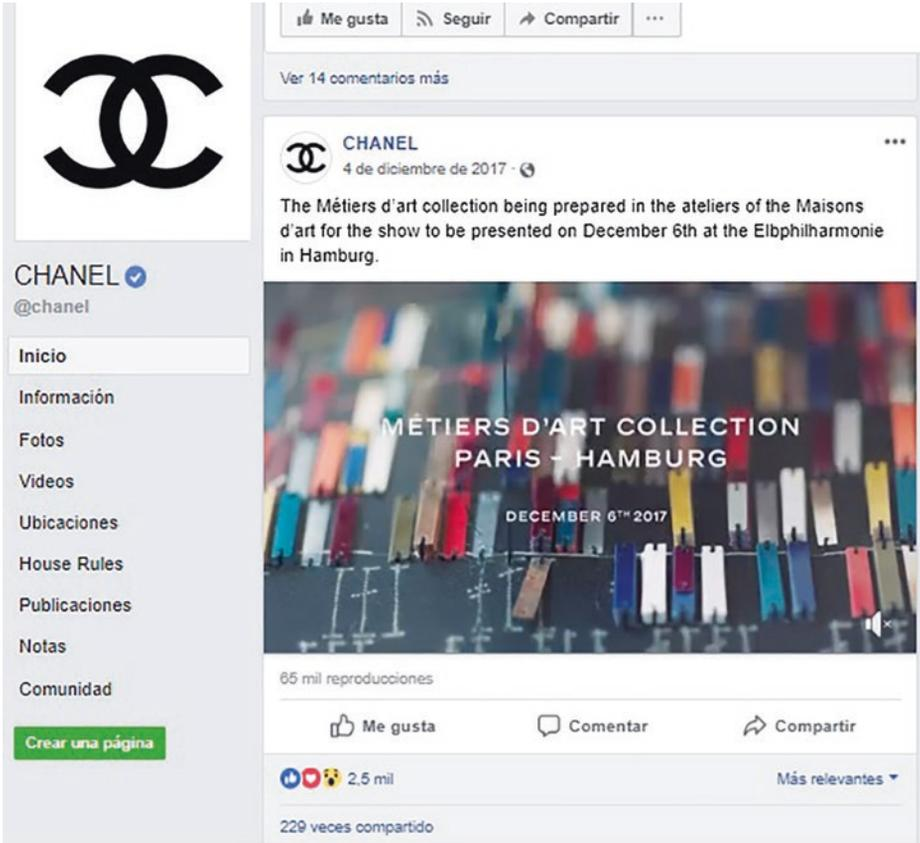 Me gusta
Seguir
Compartir
Ver 14 comentarios más
CHANEL
@chanel
Inicio
Información
Fotos
Videos
Ubicaciones
House Rules
Publicaciones
Notas
Comunidad
Crear una página
CHANEL
4 de diciembre de 2017
The Métiers d'art collection being prepared in the ateliers of the Maisons
d'art for the show to be presented on December 6th at the Elbphilharmonie
in Hamburg.
MÉTIERS D'ART COLLECTION
PARIS - HAMBURG
DECEMBER 6TH 2017
65 mil reproducciones
Me gusta
Comentar
Compartir
2,5 mil
Más relevantes
229 veces compartido